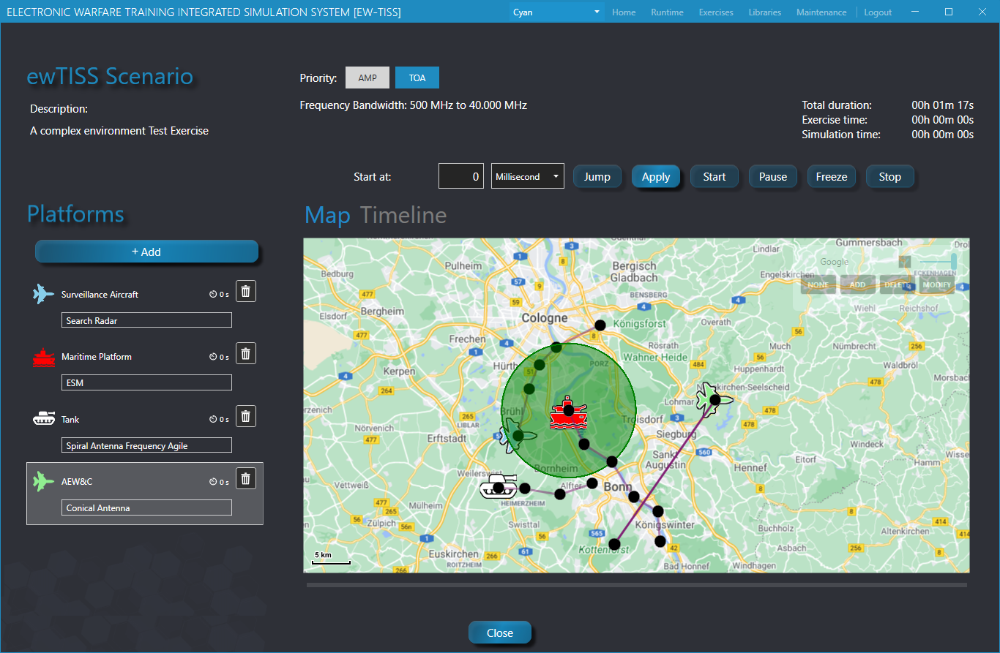 ELECTRONIC WARFARE TRAINING INTEGRATED SIMULATION SYSTEM [EW-TISS]
Cyan
Home Runtime Exercises Libraries Maintenance Logout
ewTISS Scenario
Description:
A complex environment Test Exercise
Priority: AMP TOA
Frequency Bandwidth: 500 MHz to 40.000 MHz
Total duration: 00h 01m 17s
Exercise time: 00h 00m 00s
Simulation time: 00h 00m 00s
Start at: 0 Millisecond Jump Apply Start Pause Freeze Stop
Platforms
+ Add
Surveillance Aircraft 0 s
Search Radar
Maritime Platform 0 s
ESM
Tank 0 s
Spiral Antenna Frequency Agile
AEW&C 0 s
Conical Antenna
Map Timeline
Gummersbach
Lindlar
Pulheim
Bergisch
Gladbach
Google
Engelskirchen
ECKENHAGEN
Bedburg
NONE ADD DELETE MODIFY
BENSBERG
Wiehl Reichshof
Elsdorf
Bergheim
Cologne
Königsforst
Overath
Frechen
Rösrath
Much
Nümbrecht
Wahner Heide
Hürth
PORZ
Kerpen
Ruppichteroth
Waldbröl
Morsbach
Lohmar
Brühl
Troisdorf
Nörvenich
LIBLAR
Erftstadt
Siegburg
Windeck
Sankt
Augustin
Hennef
Eitorf
Hamm
Wissen
Bornheim
Weilerswist
Vettweiß
Alfter
Bonn
HEIMERZHEIM
Mülheim
Zülpich
Swisttal
Königswinter
Buchholz
Altenkirchen
Kottenforst
Asbach
Euskirchen
ROITZHEIM
Bad Honnef
Windhagen
5 km
Close